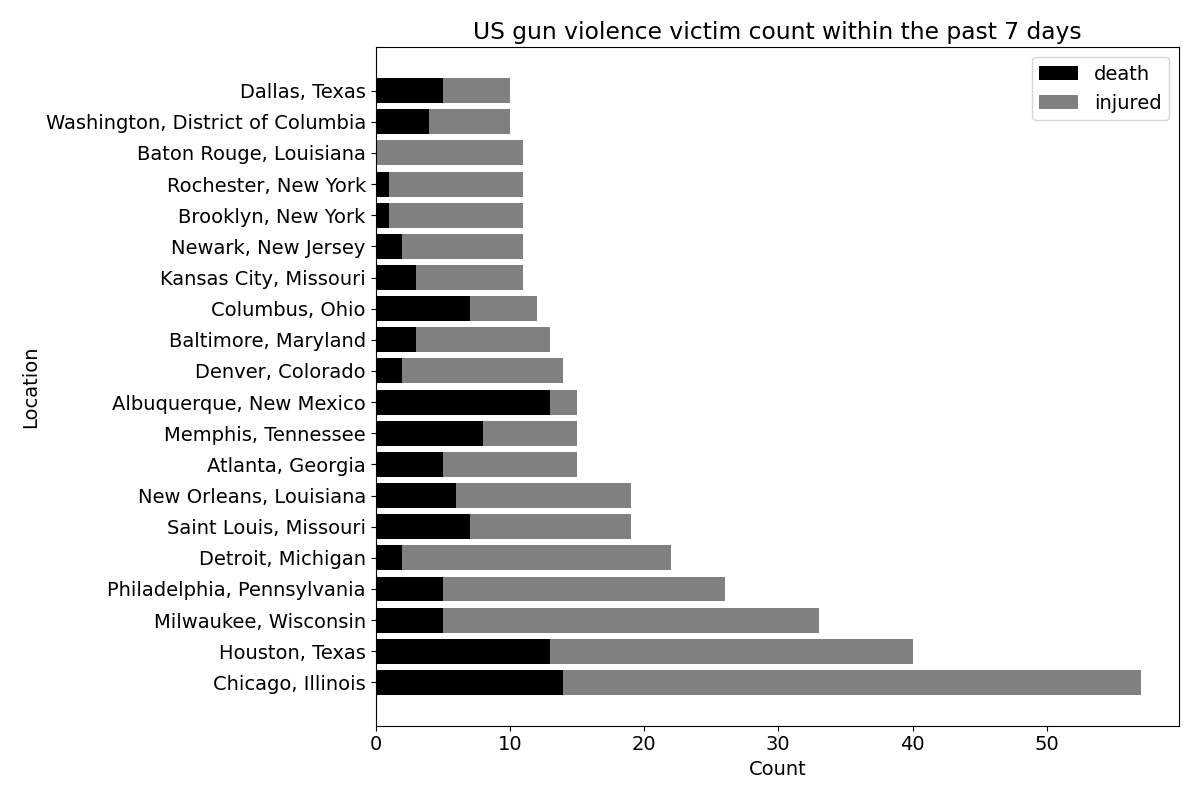 US gun violence victim count within the past 7 days
death
injured
Dallas, Texas
Washington, District of Columbia
Baton Rouge, Louisiana
Rochester, New York
Brooklyn, New York
Newark, New Jersey
Kansas City, Missouri
Columbus, Ohio
Baltimore, Maryland
Denver, Colorado
Albuquerque, New Mexico
Memphis, Tennessee
Atlanta, Georgia
New Orleans, Louisiana
Saint Louis, Missouri
Detroit, Michigan
Philadelphia, Pennsylvania
Milwaukee, Wisconsin
Houston, Texas
Chicago, Illinois
Location
0 10 20 30 40 50
Count